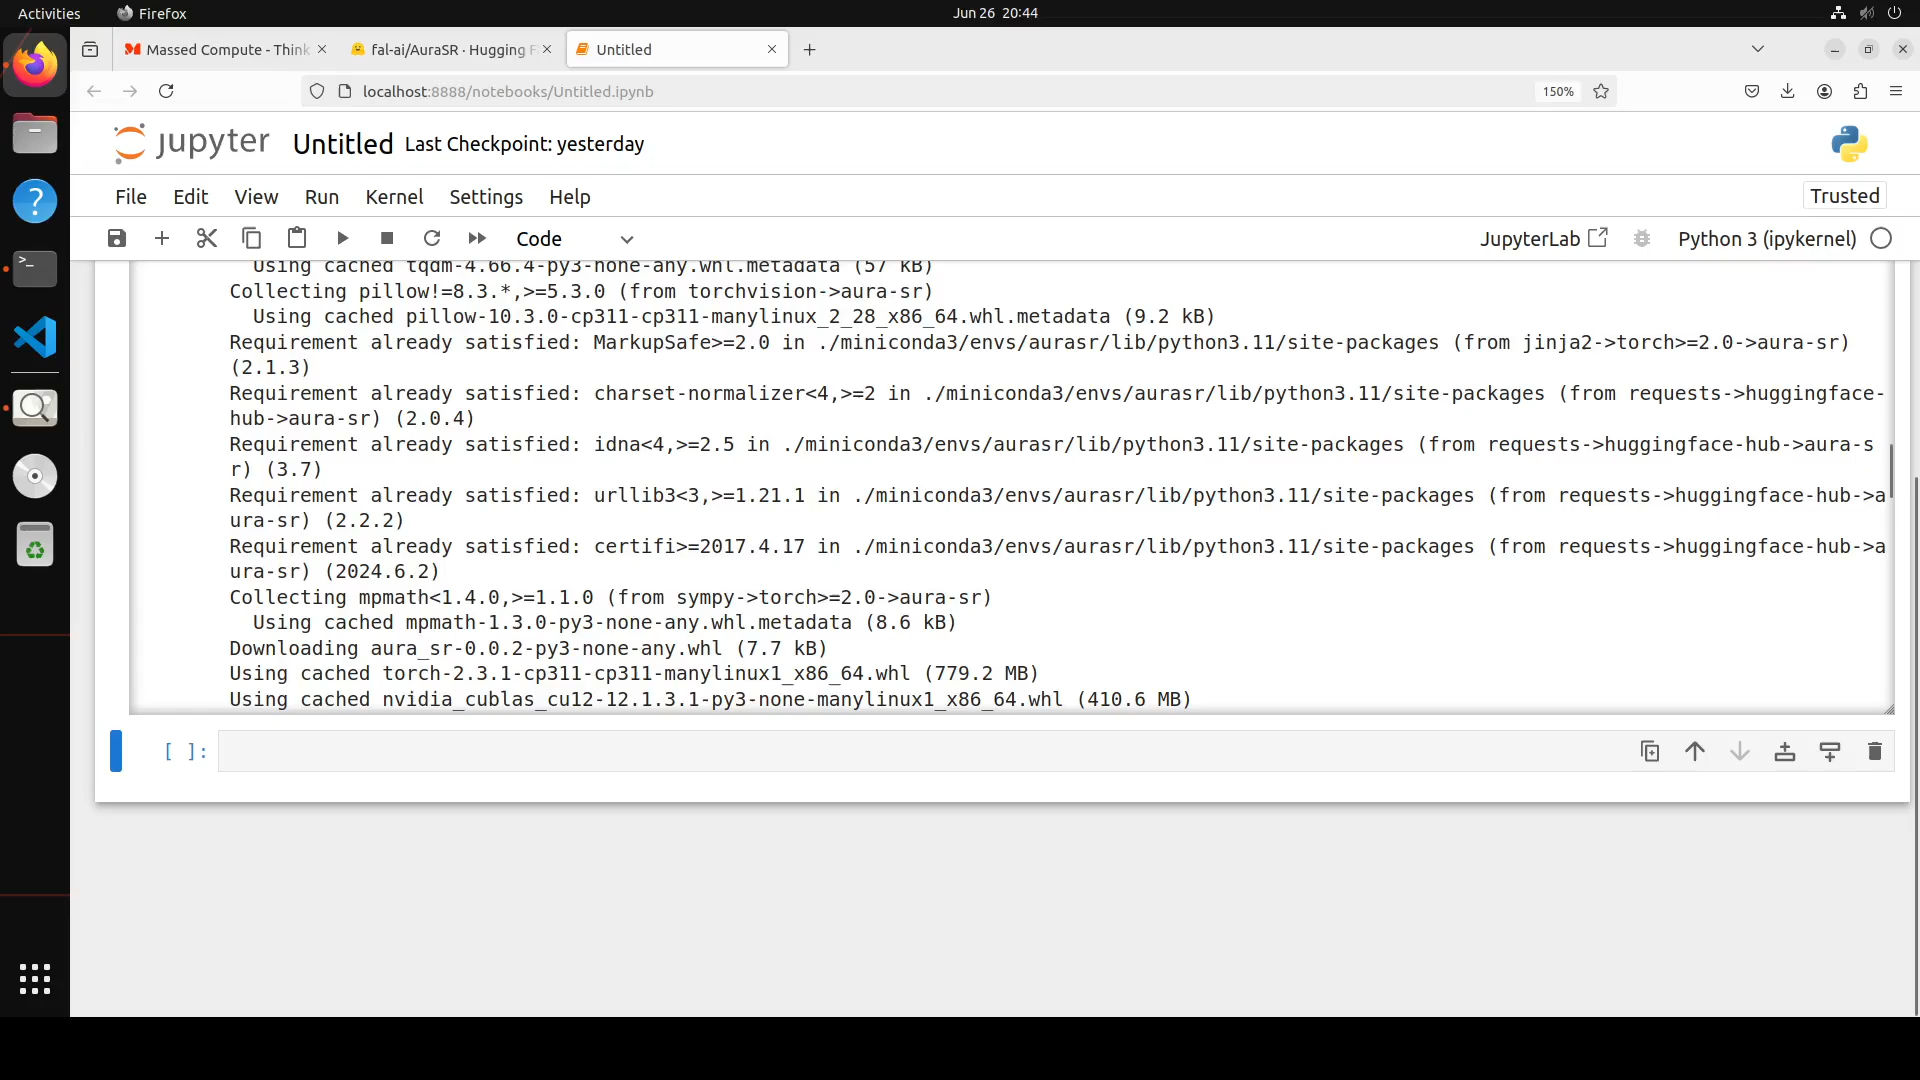 Activities
Firefox
Jun 26 20:44
Massed Compute - Think
fal-ai/AuraSR · Hugging F
Untitled
localhost:8888/notebooks/Untitled.ipynb
150%
jupyter
Untitled
Last Checkpoint: yesterday
File
Edit
View
Run
Kernel
Settings
Help
Trusted
Code
JupyterLab
Python 3 (ipykernel)
Using cached tqdm-4.66.4-py3-none-any.whl.metadata (57 kB)
Collecting pillow!=8.3.*,>=5.3.0 (from torchvision->aura-sr)
Using cached pillow-10.3.0-cp311-cp311-manylinux_2_28_x86_64.whl.metadata (9.2 kB)
Requirement already satisfied: MarkupSafe>=2.0 in ./miniconda3/envs/aurasr/lib/python3.11/site-packages (from jinja2->torch>=2.0->aura-sr)
(2.1.3)
Requirement already satisfied: charset-normalizer<4,>=2 in ./miniconda3/envs/aurasr/lib/python3.11/site-packages (from requests->huggingface-
hub->aura-sr) (2.0.4)
Requirement already satisfied: idna<4,>=2.5 in ./miniconda3/envs/aurasr/lib/python3.11/site-packages (from requests->huggingface-hub->aura-s
r) (3.7)
Requirement already satisfied: urllib3<3,>=1.21.1 in ./miniconda3/envs/aurasr/lib/python3.11/site-packages (from requests->huggingface-hub->a
ura-sr) (2.2.2)
Requirement already satisfied: certifi>=2017.4.17 in ./miniconda3/envs/aurasr/lib/python3.11/site-packages (from requests->huggingface-hub->a
ura-sr) (2024.6.2)
Collecting mpmath<1.4.0,>=1.1.0 (from sympy->torch>=2.0->aura-sr)
Using cached mpmath-1.3.0-py3-none-any.whl.metadata (8.6 kB)
Downloading aura_sr-0.0.2-py3-none-any.whl (7.7 kB)
Using cached torch-2.3.1-cp311-cp311-manylinux1_x86_64.whl (779.2 MB)
Using cached nvidia_cublas_cu12-12.1.3.1-py3-none-manylinux1_x86_64.whl (410.6 MB)
[ ]: